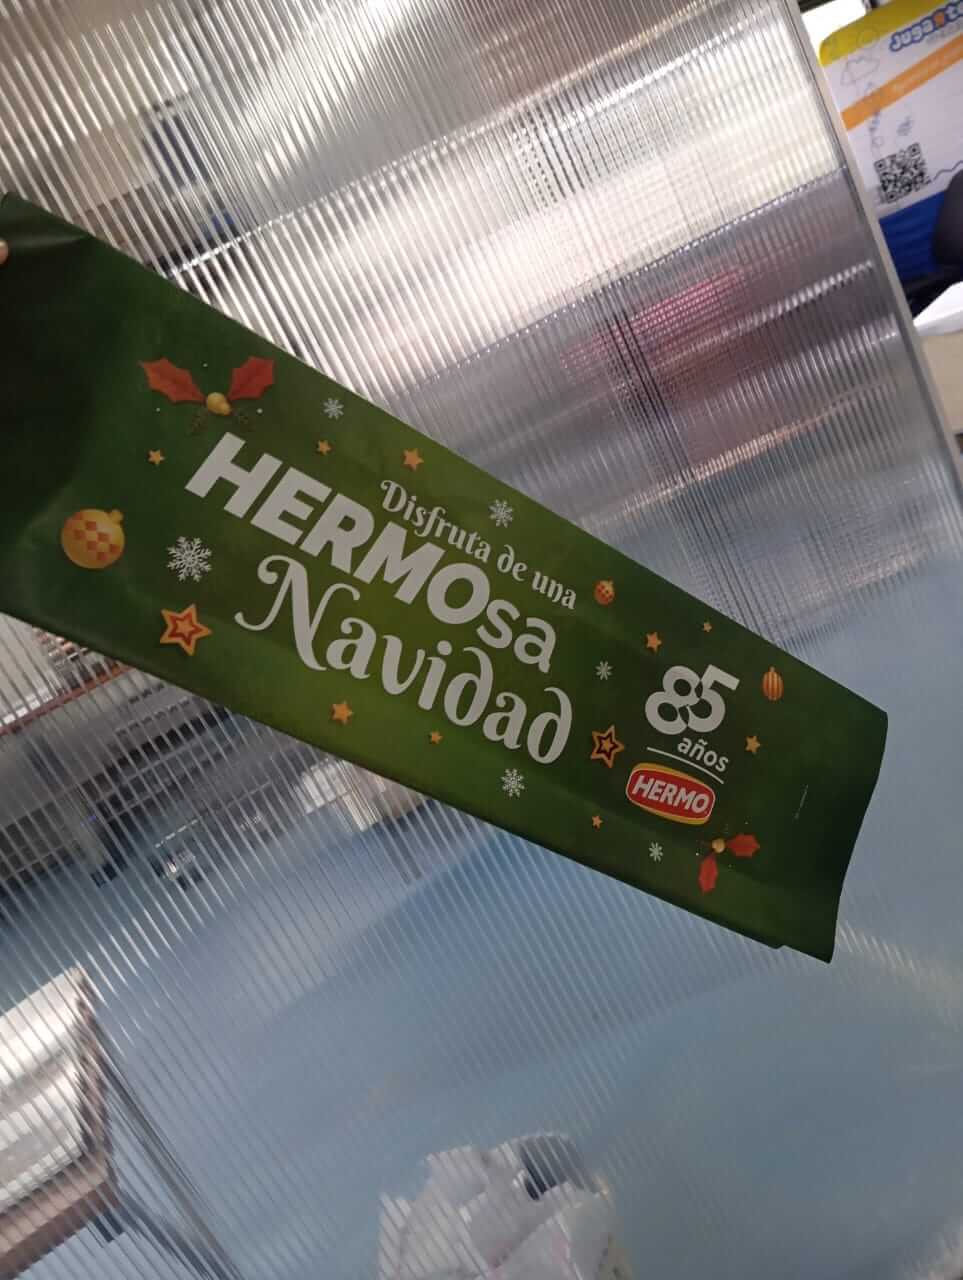 Disfruta de una
HERMOsa
Navidad
85
años
HERMO